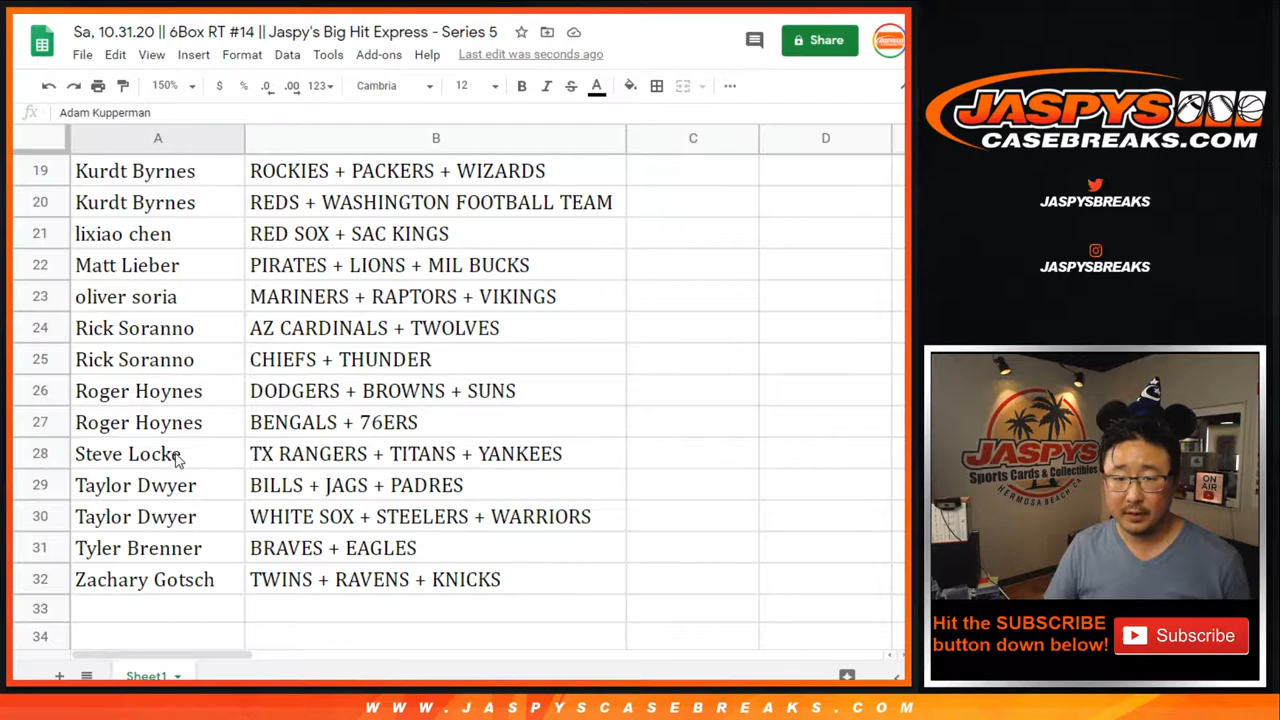 Sa, 10.31.20 || 6Box RT #14 || Jaspy's Big Hit Express - Series 5
File Edit View Insert Format Data Tools Add-ons Help Last edit was seconds ago
Share
150% $ % .0 .00 123 Cambria 12 B I S A
fx Adam Kupperman
A B C D
19 Kurdt Byrnes ROCKIES + PACKERS + WIZARDS
20 Kurdt Byrnes REDS + WASHINGTON FOOTBALL TEAM
21 lixiao chen RED SOX + SAC KINGS
22 Matt Lieber PIRATES + LIONS + MIL BUCKS
23 oliver soria MARINERS + RAPTORS + VIKINGS
24 Rick Soranno AZ CARDINALS + TWOLVES
25 Rick Soranno CHIEFS + THUNDER
26 Roger Hoynes DODGERS + BROWNS + SUNS
27 Roger Hoynes BENGALS + 76ERS
28 Steve Locke TX RANGERS + TITANS + YANKEES
29 Taylor Dwyer BILLS + JAGS + PADRES
30 Taylor Dwyer WHITE SOX + STEELERS + WARRIORS
31 Tyler Brenner BRAVES + EAGLES
32 Zachary Gotsch TWINS + RAVENS + KNICKS
33
34
Sheet1
JASPYS
CASEBREAKS.COM
JASPYSBREAKS
JASPYSBREAKS
JASPYS
Sports Cards & Collectibles
HERMOSA BEACH
ON AIR
Hit the SUBSCRIBE
button down below!
Subscribe
WWW.JASPYSCASEBREAKS.COM